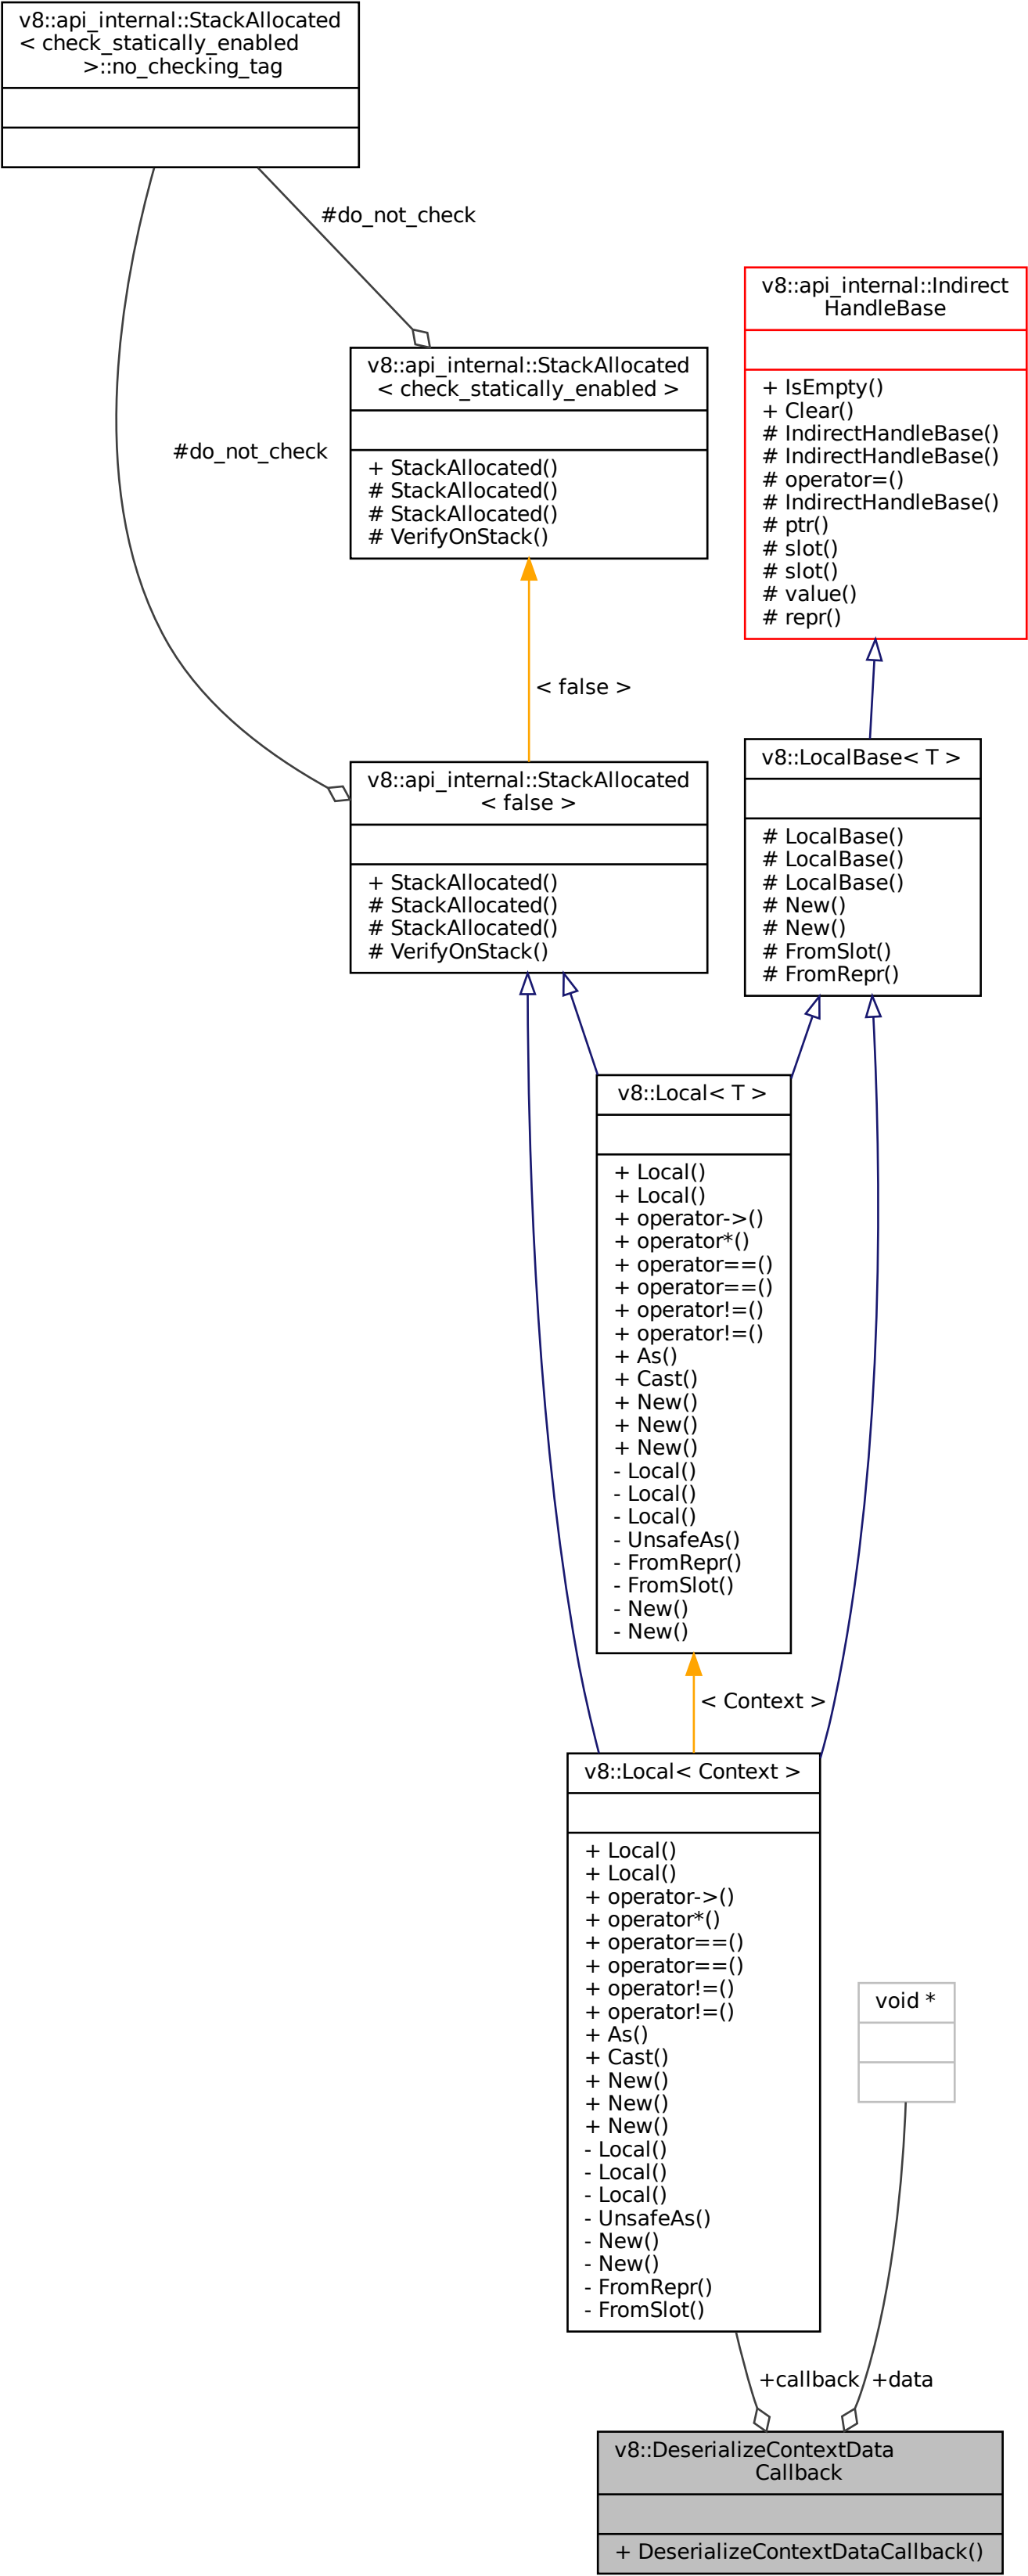 v8::api_internal::StackAllocated
< check_statically_enabled
>::no_checking_tag
#do_not_check
v8::api_internal::Indirect
HandleBase
+ IsEmpty()
+ Clear()
# IndirectHandleBase()
# IndirectHandleBase()
# operator=()
# IndirectHandleBase()
# ptr()
# slot()
# slot()
# value()
# repr()
v8::api_internal::StackAllocated
< check_statically_enabled >
+ StackAllocated()
# StackAllocated()
# StackAllocated()
# VerifyOnStack()
#do_not_check
< false >
v8::api_internal::StackAllocated
< false >
+ StackAllocated()
# StackAllocated()
# StackAllocated()
# VerifyOnStack()
v8::LocalBase< T >
# LocalBase()
# LocalBase()
# LocalBase()
# New()
# New()
# FromSlot()
# FromRepr()
v8::Local< T >
+ Local()
+ Local()
+ operator->()
+ operator*()
+ operator==()
+ operator==()
+ operator!=()
+ operator!=()
+ As()
+ Cast()
+ New()
+ New()
+ New()
- Local()
- Local()
- Local()
- UnsafeAs()
- FromRepr()
- FromSlot()
- New()
- New()
< Context >
v8::Local< Context >
+ Local()
+ Local()
+ operator->()
+ operator*()
+ operator==()
+ operator==()
+ operator!=()
+ operator!=()
+ As()
+ Cast()
+ New()
+ New()
+ New()
- Local()
- Local()
- Local()
- UnsafeAs()
- New()
- New()
- FromRepr()
- FromSlot()
void *
+callback
+data
v8::DeserializeContextData
Callback
+ DeserializeContextDataCallback()